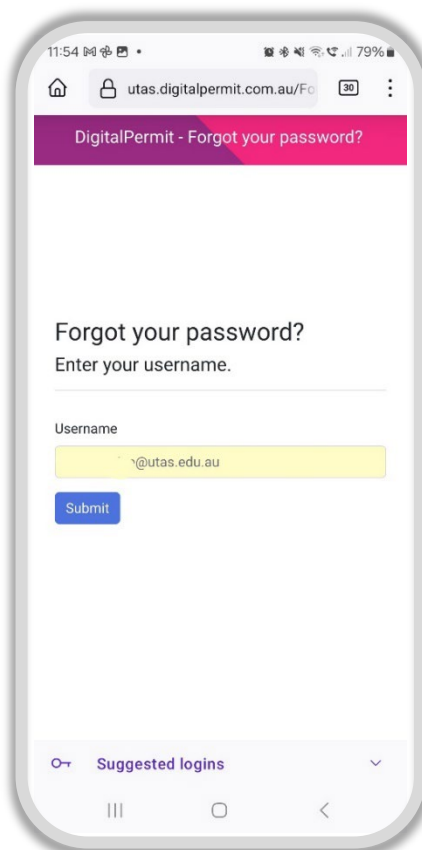 11:54
79%
utas.digitalpermit.com.au/Fo
30
DigitalPermit - Forgot your password?
Forgot your password?
Enter your username.
Username
@utas.edu.au
Submit
Suggested logins